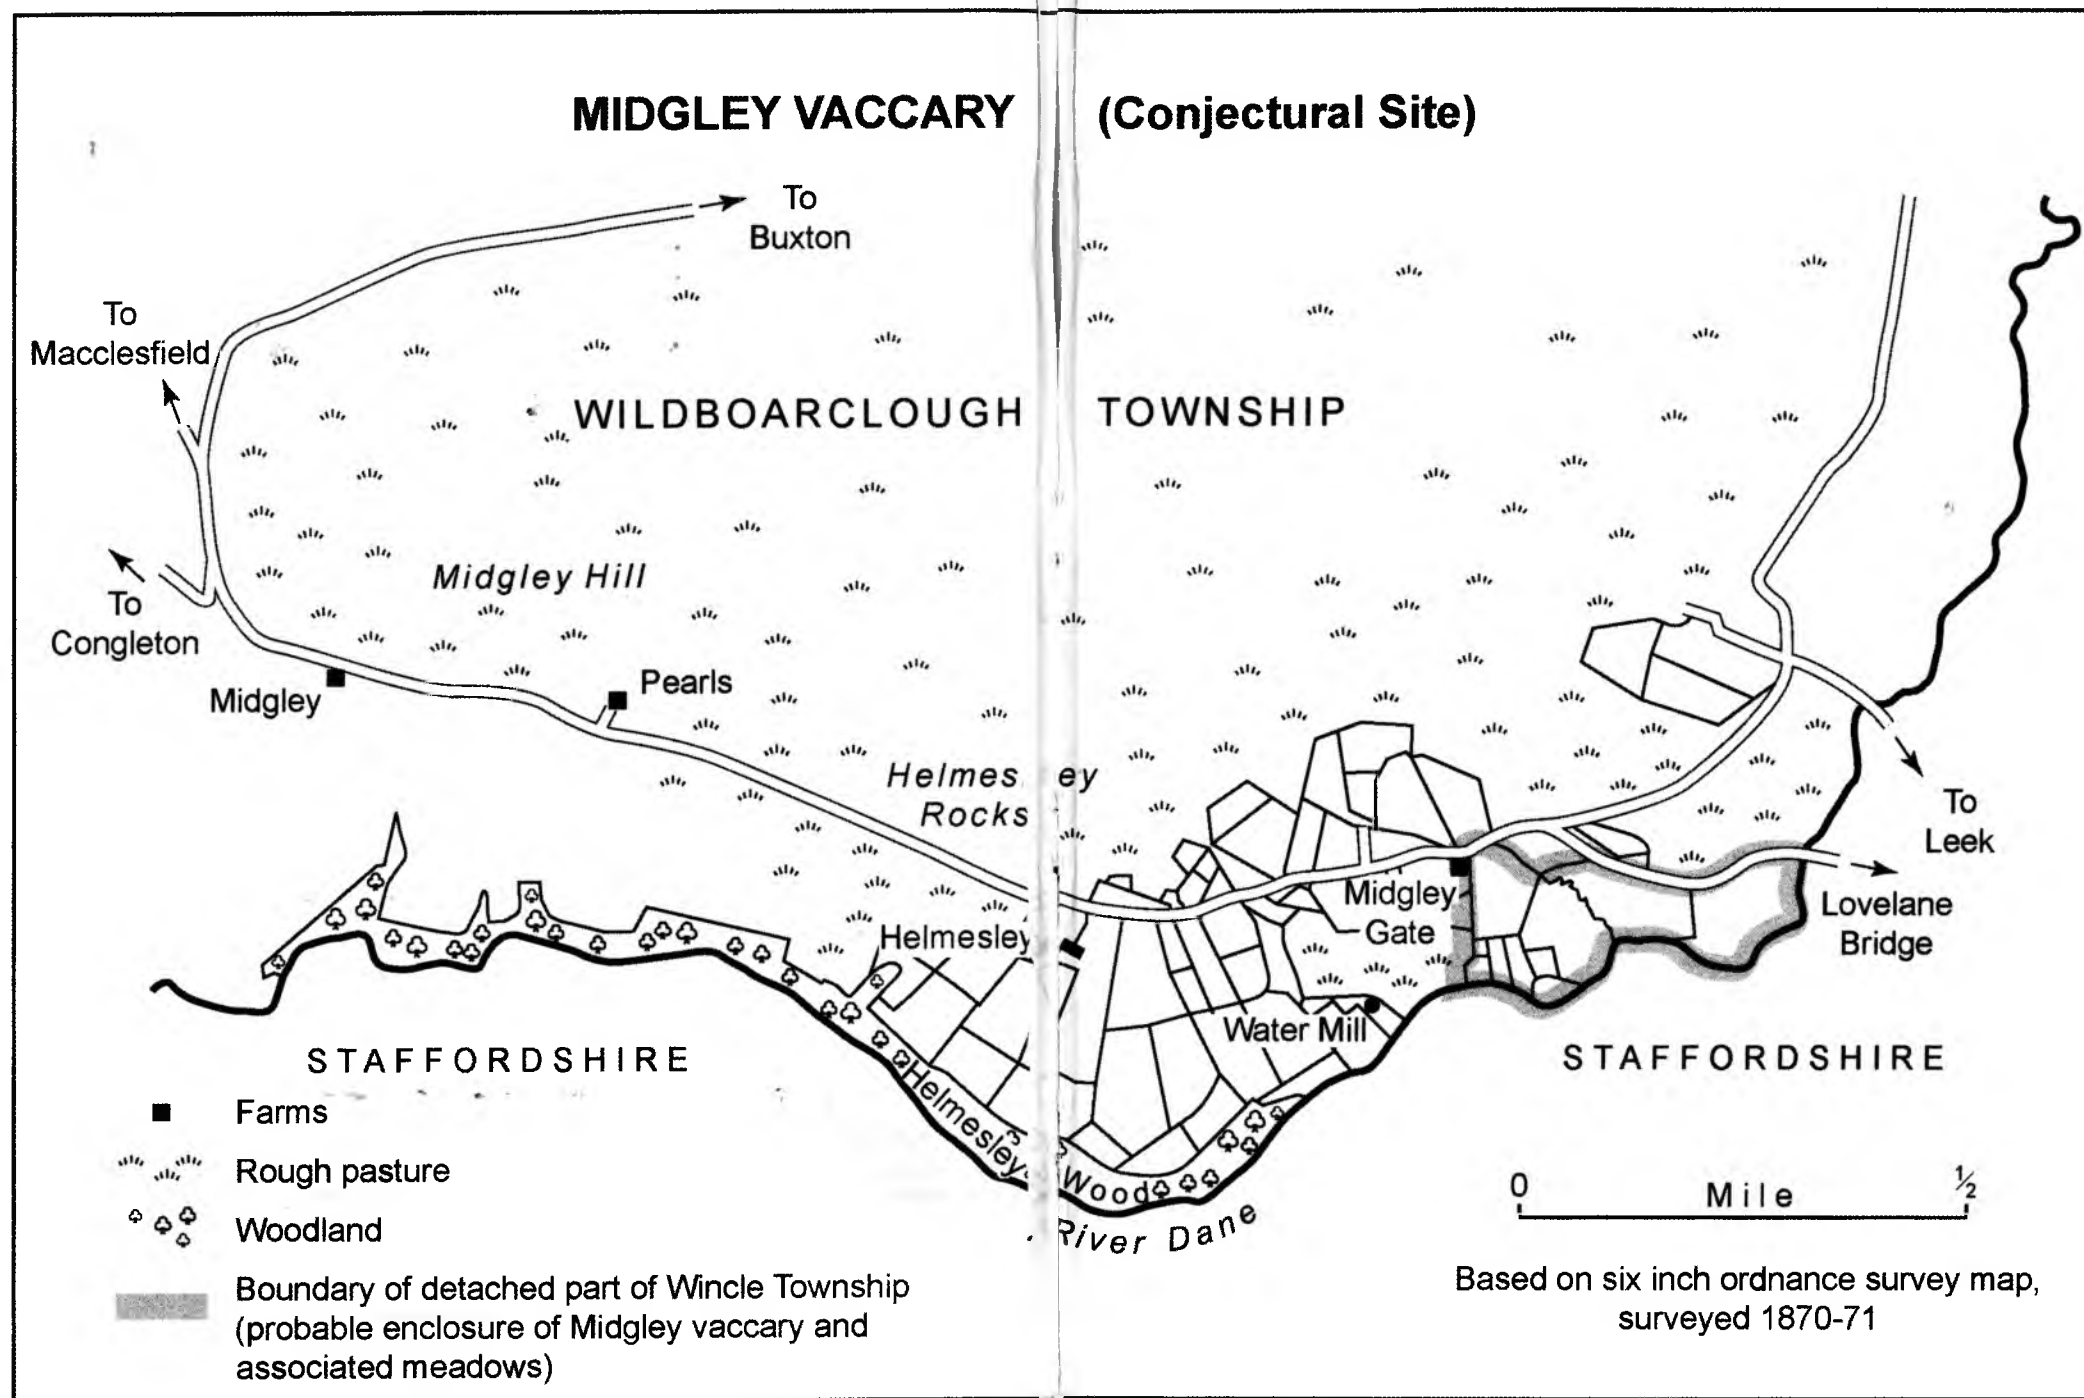 MIDGLEY VACCARY (Conjectural Site)
To
Buxton
To
Macclesfield
WILDBOARCLOUGH TOWNSHIP
Midgley Hill
To
Congleton
Midgley
Pearls
Helmes ey
Rocks
To
Leek
Midgley
Gate
Lovelane
Bridge
Helmesley
Water Mill
STAFFORDSHIRE
STAFFORDSHIRE
Helmesley Wood
River Dane
Farms
Rough pasture
Woodland
Boundary of detached part of Wincle Township
(probable enclosure of Midgley vaccary and
associated meadows)
0 Mile ½
Based on six inch ordnance survey map,
surveyed 1870-71